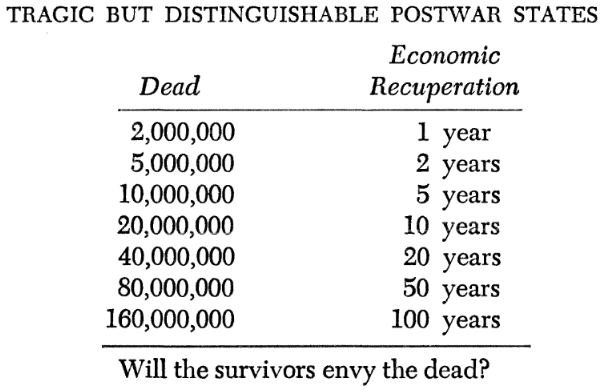 TRAGIC BUT DISTINGUISHABLE POSTWAR STATES
Economic
Dead Recuperation
2,000,000 1 year
5,000,000 2 years
10,000,000 5 years
20,000,000 10 years
40,000,000 20 years
80,000,000 50 years
160,000,000 100 years
Will the survivors envy the dead?